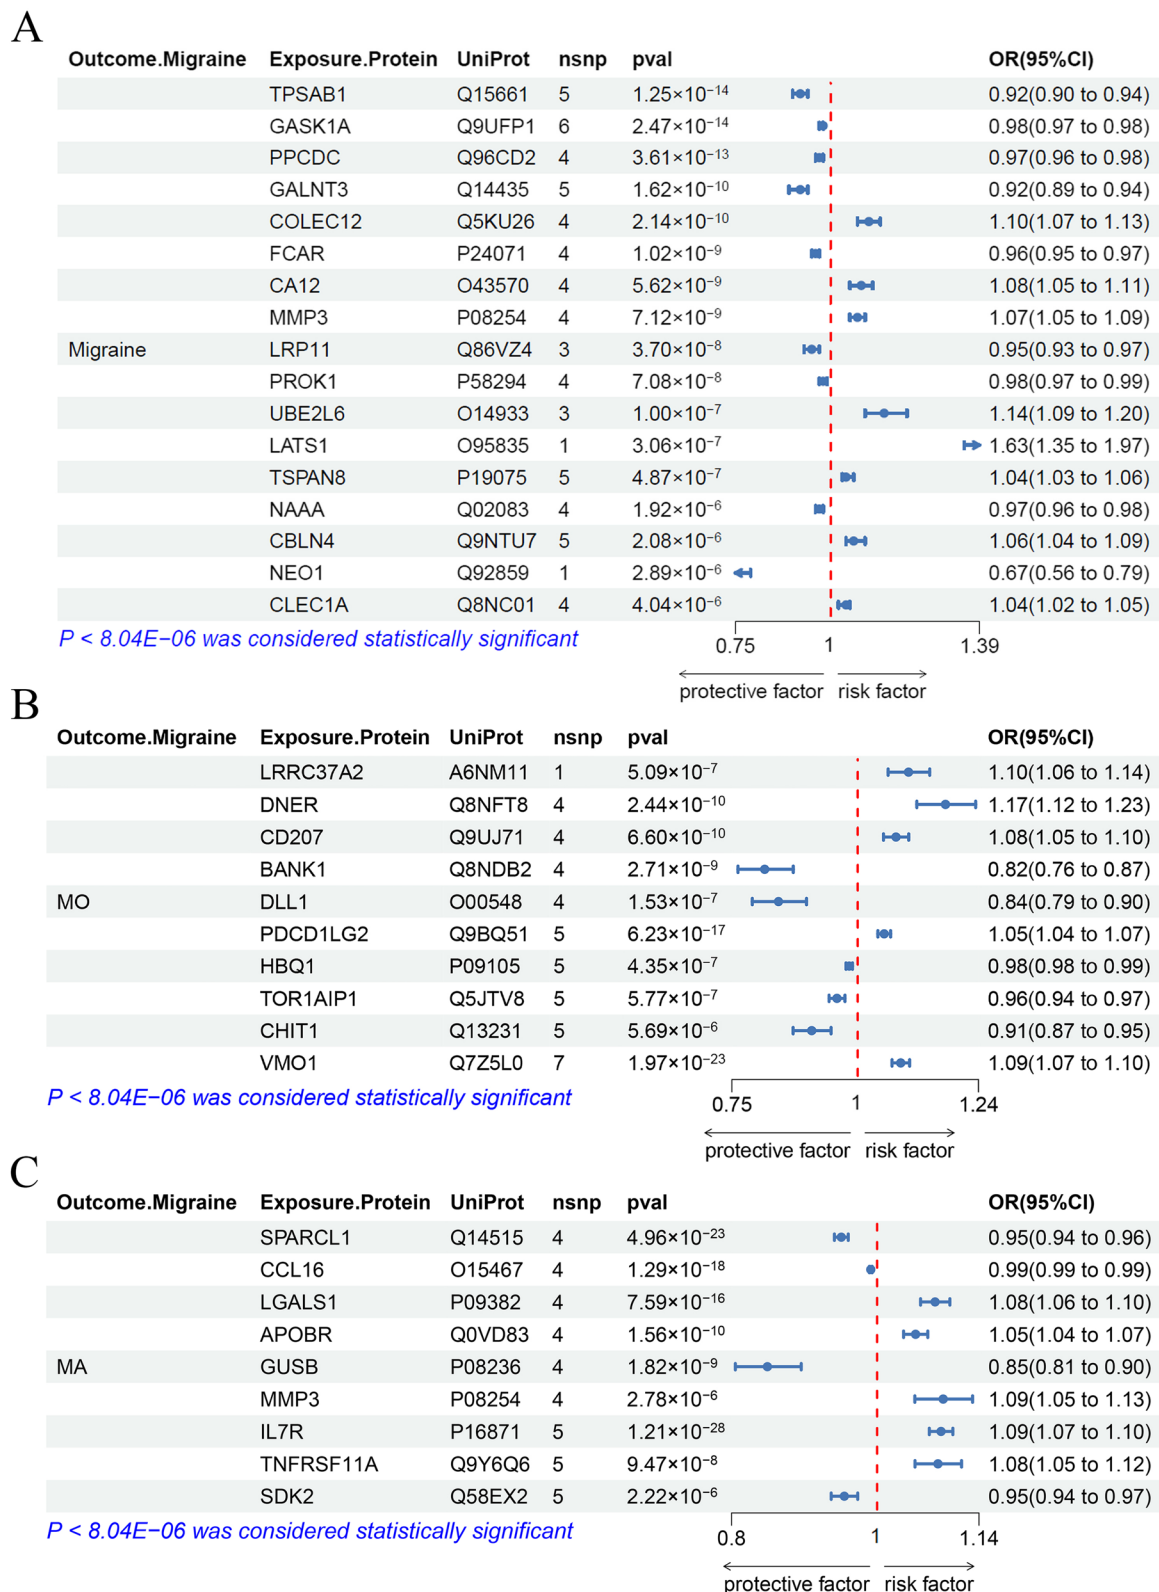 A
Outcome.Migraine Exposure.Protein UniProt nsnp pval OR(95%CI)
TPSAB1 Q15661 5 1.25×10⁻¹⁴ 0.92(0.90 to 0.94)
GASK1A Q9UFP1 6 2.47×10⁻¹⁴ 0.98(0.97 to 0.98)
PPCDC Q96CD2 4 3.61×10⁻¹³ 0.97(0.96 to 0.98)
GALNT3 Q14435 5 1.62×10⁻¹⁰ 0.92(0.89 to 0.94)
COLEC12 Q5KU26 4 2.14×10⁻¹⁰ 1.10(1.07 to 1.13)
FCAR P24071 4 1.02×10⁻⁹ 0.96(0.95 to 0.97)
CA12 O43570 4 5.62×10⁻⁹ 1.08(1.05 to 1.11)
MMP3 P08254 4 7.12×10⁻⁹ 1.07(1.05 to 1.09)
Migraine LRP11 Q86VZ4 3 3.70×10⁻⁸ 0.95(0.93 to 0.97)
PROK1 P58294 4 7.08×10⁻⁸ 0.98(0.97 to 0.99)
UBE2L6 O14933 3 1.00×10⁻⁷ 1.14(1.09 to 1.20)
LATS1 O95835 1 3.06×10⁻⁷ 1.63(1.35 to 1.97)
TSPAN8 P19075 5 4.87×10⁻⁷ 1.04(1.03 to 1.06)
NAAA Q02083 4 1.92×10⁻⁶ 0.97(0.96 to 0.98)
CBLN4 Q9NTU7 5 2.08×10⁻⁶ 1.06(1.04 to 1.09)
NEO1 Q92859 1 2.89×10⁻⁶ 0.67(0.56 to 0.79)
CLEC1A Q8NC01 4 4.04×10⁻⁶ 1.04(1.02 to 1.05)
P < 8.04E−06 was considered statistically significant
0.75 1 1.39
protective factor risk factor
B
Outcome.Migraine Exposure.Protein UniProt nsnp pval OR(95%CI)
LRRC37A2 A6NM11 1 5.09×10⁻⁷ 1.10(1.06 to 1.14)
DNER Q8NFT8 4 2.44×10⁻¹⁰ 1.17(1.12 to 1.23)
CD207 Q9UJ71 4 6.60×10⁻¹⁰ 1.08(1.05 to 1.10)
BANK1 Q8NDB2 4 2.71×10⁻⁹ 0.82(0.76 to 0.87)
MO DLL1 O00548 4 1.53×10⁻⁷ 0.84(0.79 to 0.90)
PDCD1LG2 Q9BQ51 5 6.23×10⁻¹⁷ 1.05(1.04 to 1.07)
HBQ1 P09105 5 4.35×10⁻⁷ 0.98(0.98 to 0.99)
TOR1AIP1 Q5JTV8 5 5.77×10⁻⁷ 0.96(0.94 to 0.97)
CHIT1 Q13231 5 5.69×10⁻⁶ 0.91(0.87 to 0.95)
VMO1 Q7Z5L0 7 1.97×10⁻²³ 1.09(1.07 to 1.10)
P < 8.04E−06 was considered statistically significant
0.75 1 1.24
protective factor risk factor
C
Outcome.Migraine Exposure.Protein UniProt nsnp pval OR(95%CI)
SPARCL1 Q14515 4 4.96×10⁻²³ 0.95(0.94 to 0.96)
CCL16 O15467 4 1.29×10⁻¹⁸ 0.99(0.99 to 0.99)
LGALS1 P09382 4 7.59×10⁻¹⁶ 1.08(1.06 to 1.10)
APOBR Q0VD83 4 1.56×10⁻¹⁰ 1.05(1.04 to 1.07)
MA GUSB P08236 4 1.82×10⁻⁹ 0.85(0.81 to 0.90)
MMP3 P08254 4 2.78×10⁻⁶ 1.09(1.05 to 1.13)
IL7R P16871 5 1.21×10⁻²⁸ 1.09(1.07 to 1.10)
TNFRSF11A Q9Y6Q6 5 9.47×10⁻⁸ 1.08(1.05 to 1.12)
SDK2 Q58EX2 5 2.22×10⁻⁶ 0.95(0.94 to 0.97)
P < 8.04E−06 was considered statistically significant
0.8 1 1.14
protective factor risk factor